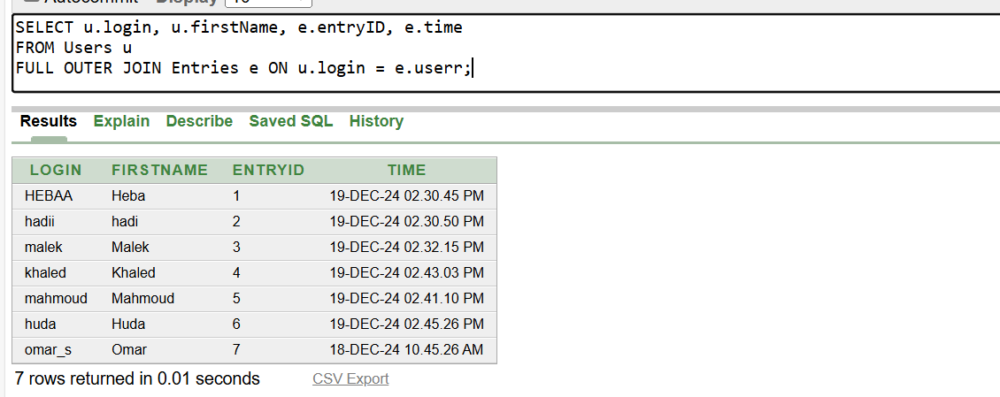 Autocommit Display 10
SELECT u.login, u.firstName, e.entryID, e.time
FROM Users u
FULL OUTER JOIN Entries e ON u.login = e.userr;
Results Explain Describe Saved SQL History
LOGIN FIRSTNAME ENTRYID TIME
HEBAA Heba 1 19-DEC-24 02.30.45 PM
hadii hadi 2 19-DEC-24 02.30.50 PM
malek Malek 3 19-DEC-24 02.32.15 PM
khaled Khaled 4 19-DEC-24 02.43.03 PM
mahmoud Mahmoud 5 19-DEC-24 02.41.10 PM
huda Huda 6 19-DEC-24 02.45.26 PM
omar_s Omar 7 18-DEC-24 10.45.26 AM
7 rows returned in 0.01 seconds CSV Export